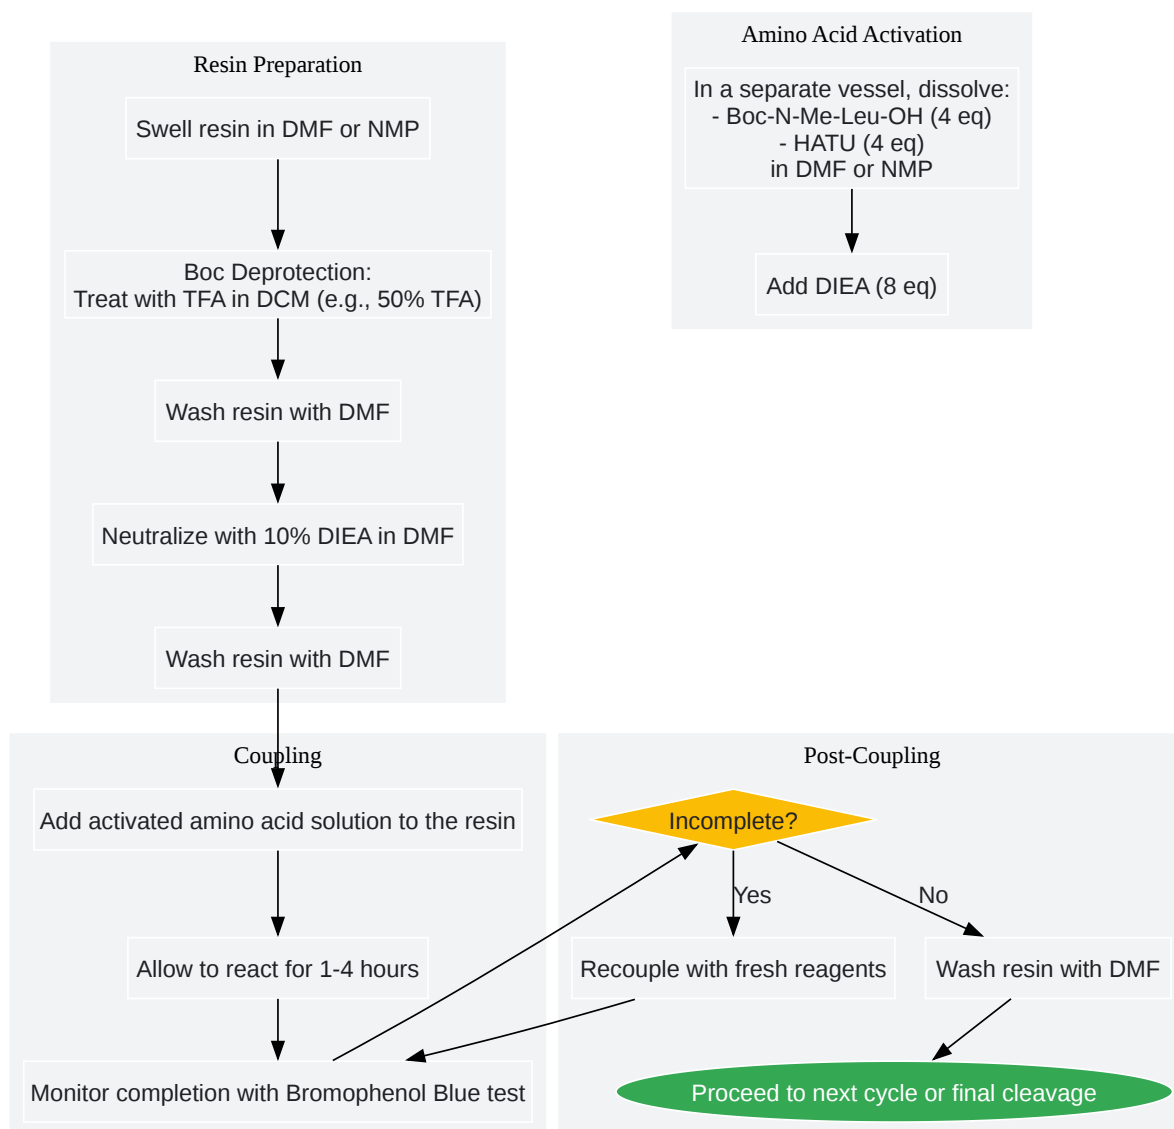 Resin Preparation
Swell resin in DMF or NMP
Boc Deprotection:
Treat with TFA in DCM (e.g., 50% TFA)
Wash resin with DMF
Neutralize with 10% DIEA in DMF
Wash resin with DMF
Amino Acid Activation
In a separate vessel, dissolve:
- Boc-N-Me-Leu-OH (4 eq)
- HATU (4 eq)
in DMF or NMP
Add DIEA (8 eq)
Coupling
Add activated amino acid solution to the resin
Allow to react for 1-4 hours
Monitor completion with Bromophenol Blue test
Post-Coupling
Incomplete?
Yes
No
Recouple with fresh reagents
Wash resin with DMF
Proceed to next cycle or final cleavage